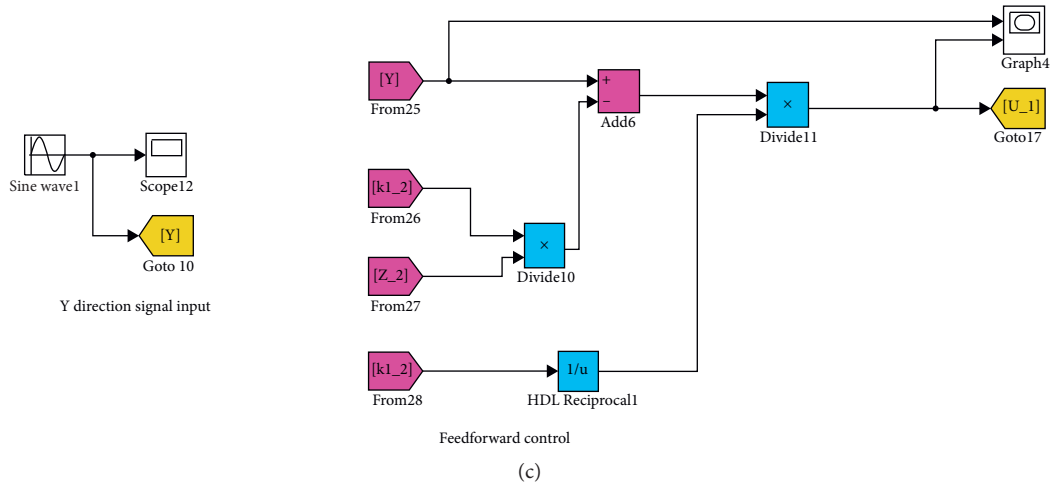 Sine wave1
Scope12
[Y]
Goto 10
Y direction signal input
[Y]
From25
[k1_2]
From26
[Z_2]
From27
[k1_2]
From28
×
Divide10
1/u
HDL Reciprocal1
+
−
Add6
×
Divide11
Graph4
[U_1]
Goto17
Feedforward control
(c)